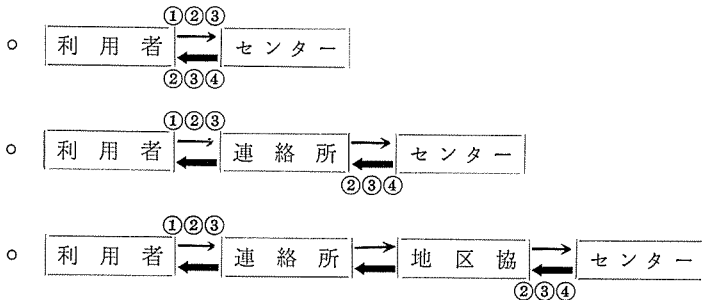 ①②③
○ 利用者 センター
②③④
①②③
○ 利用者 連絡所 センター
②③④
①②③
○ 利用者 連絡所 地区協 センター
②③④